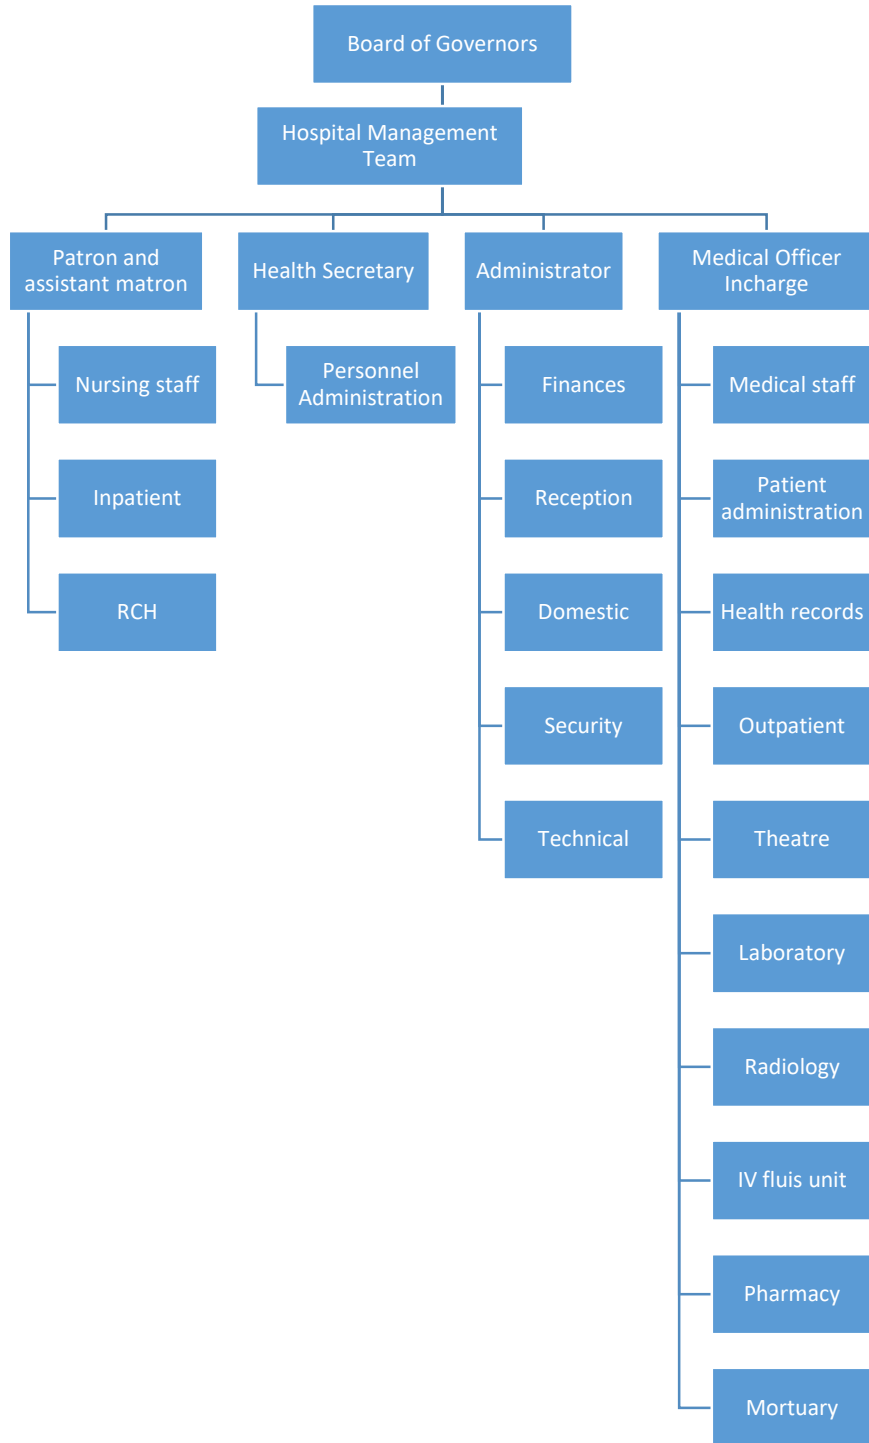 Board of Governors
Hospital Management
Team
Patron and
assistant matron
Health Secretary
Administrator
Medical Officer
Incharge
Nursing staff
Personnel
Administration
Finances
Medical staff
Inpatient
Reception
Patient
administration
RCH
Domestic
Health records
Security
Outpatient
Technical
Theatre
Laboratory
Radiology
IV fluis unit
Pharmacy
Mortuary